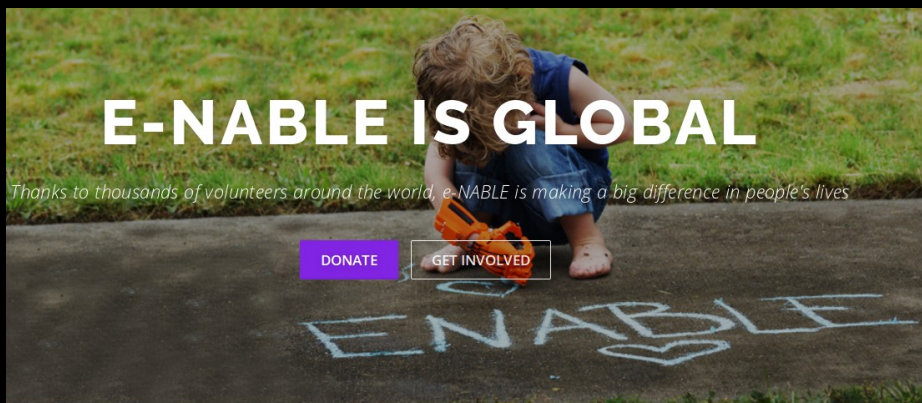 E-NABLE IS GLOBAL
Thanks to thousands of volunteers around the world, e-NABLE is making a big difference in people's lives
DONATE GET INVOLVED
ENABLE